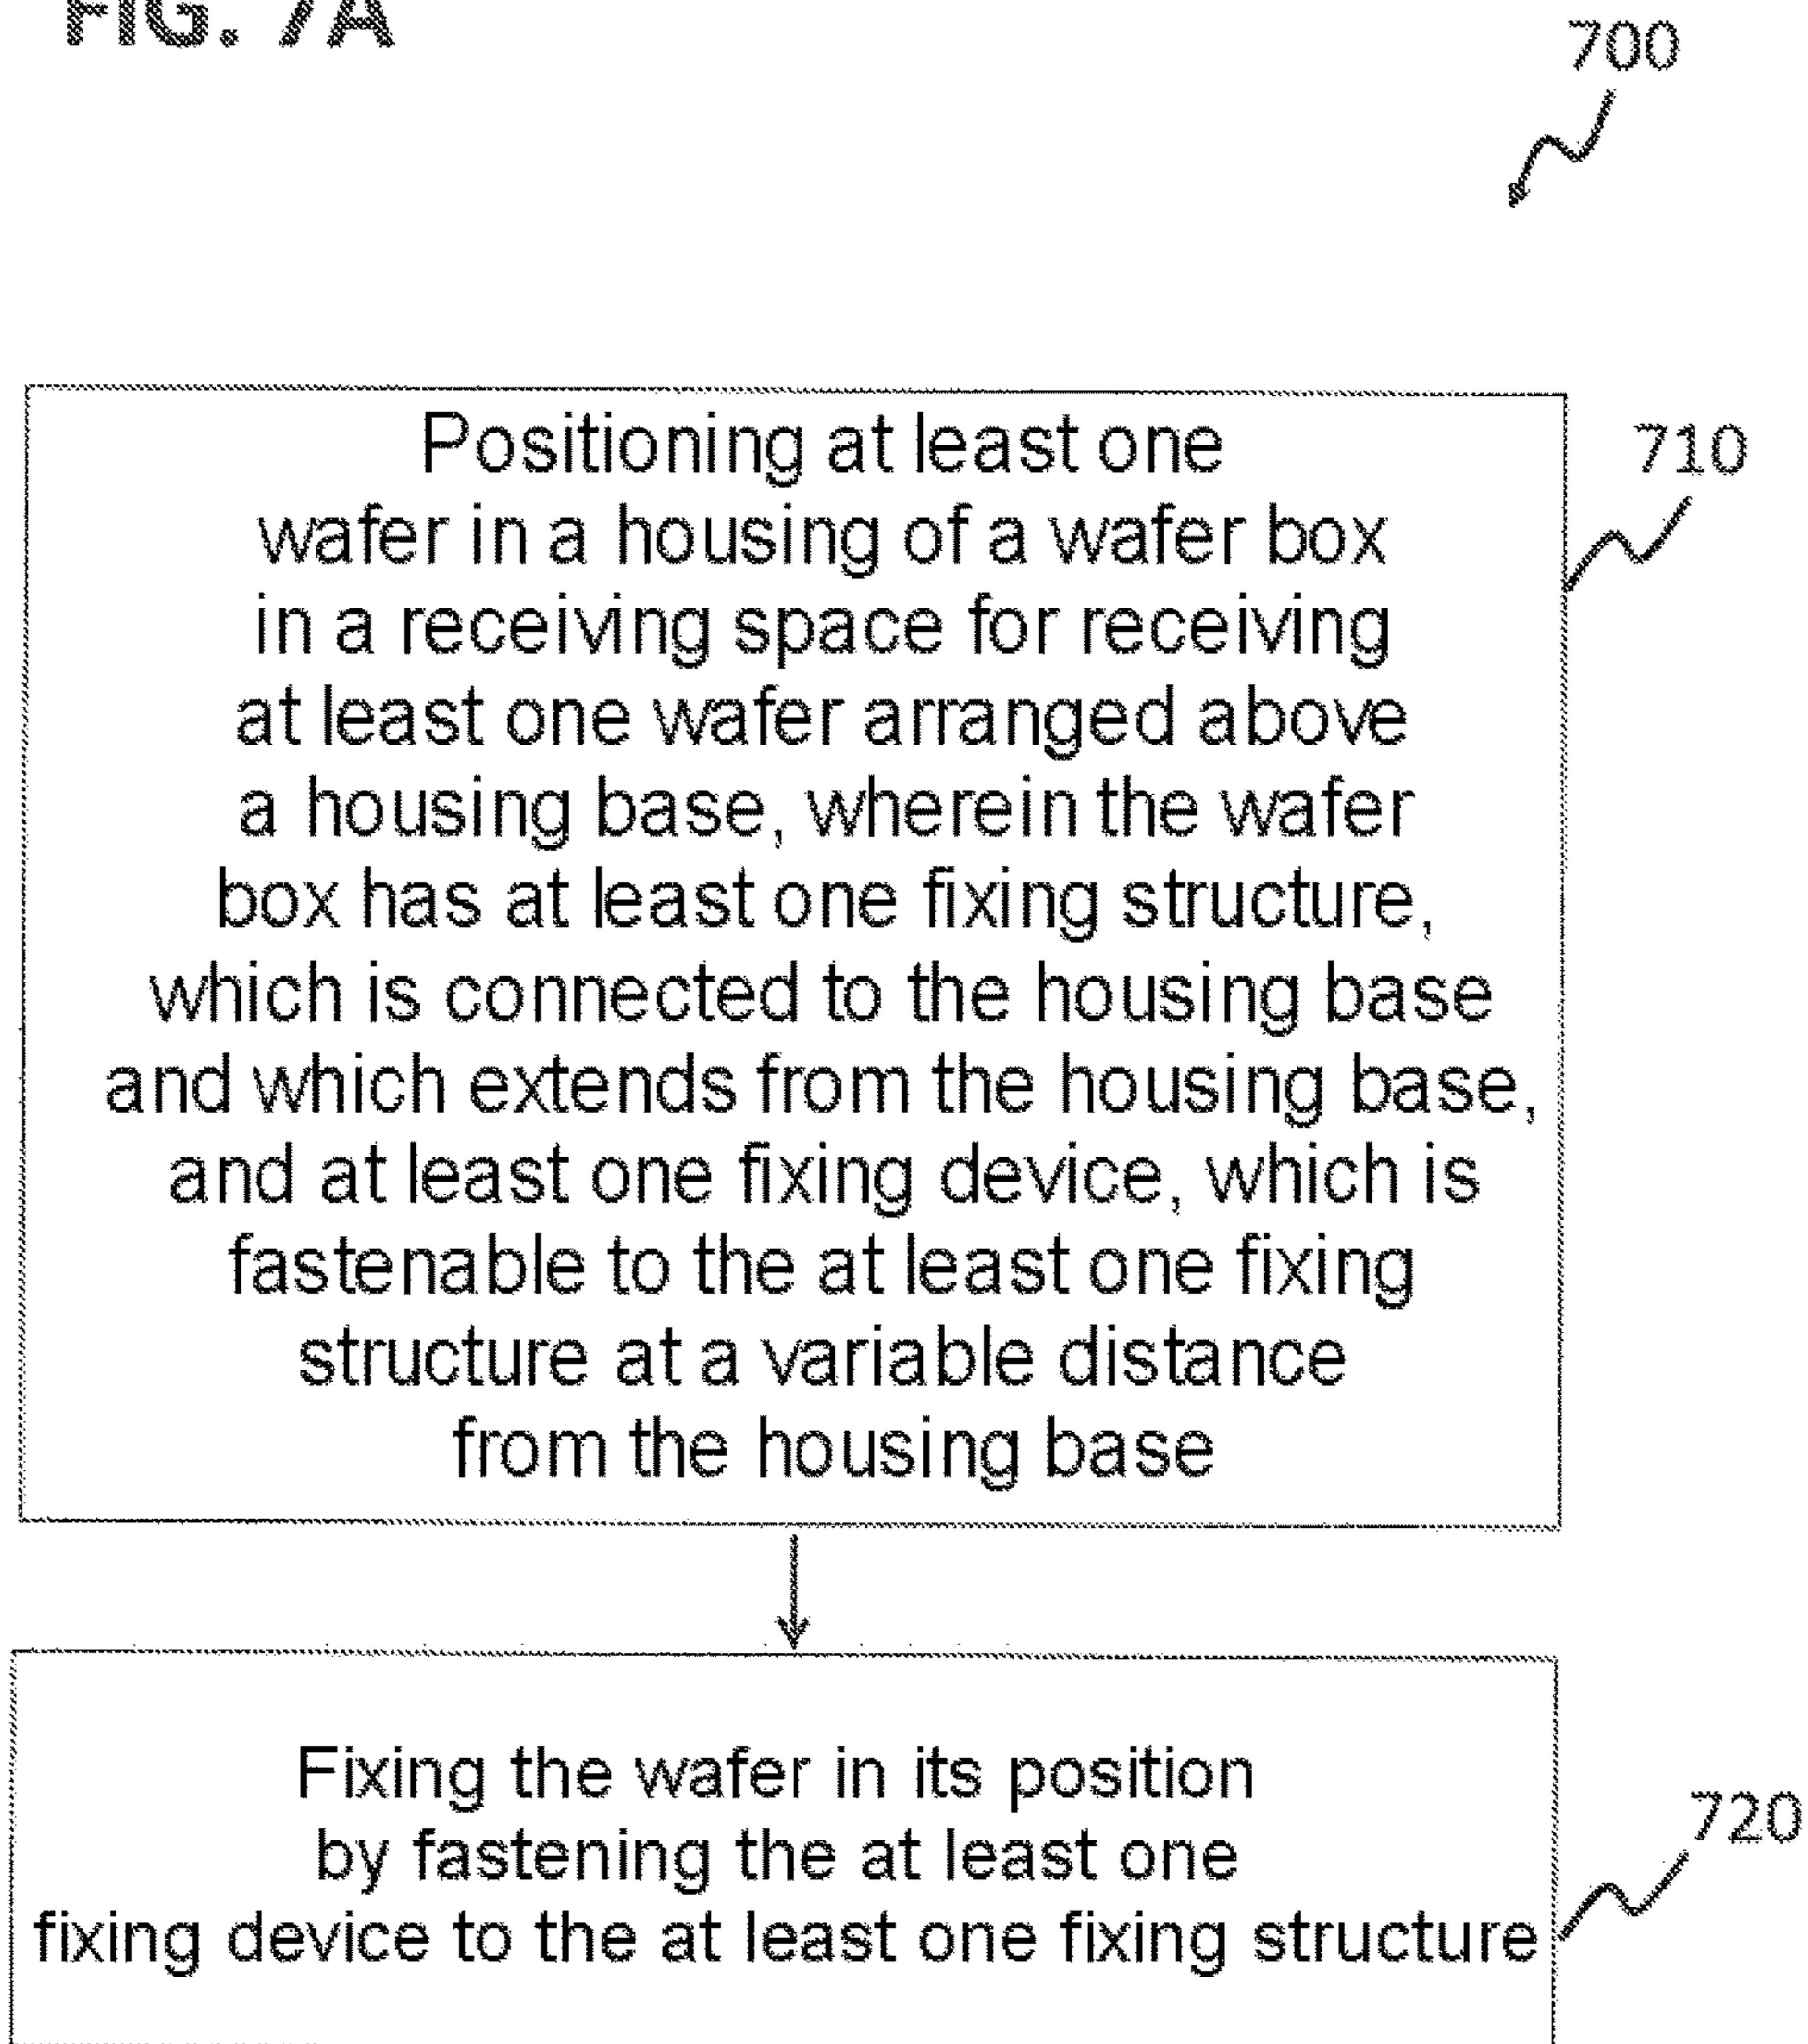 FIG. 7A
700
Positioning at least one
wafer in a housing of a wafer box
in a receiving space for receiving
at least one wafer arranged above
a housing base, wherein the wafer
box has at least one fixing structure,
which is connected to the housing base
and which extends from the housing base,
and at least one fixing device, which is
fastenable to the at least one fixing
structure at a variable distance
from the housing base
710
Fixing the wafer in its position
by fastening the at least one
fixing device to the at least one fixing structure
720